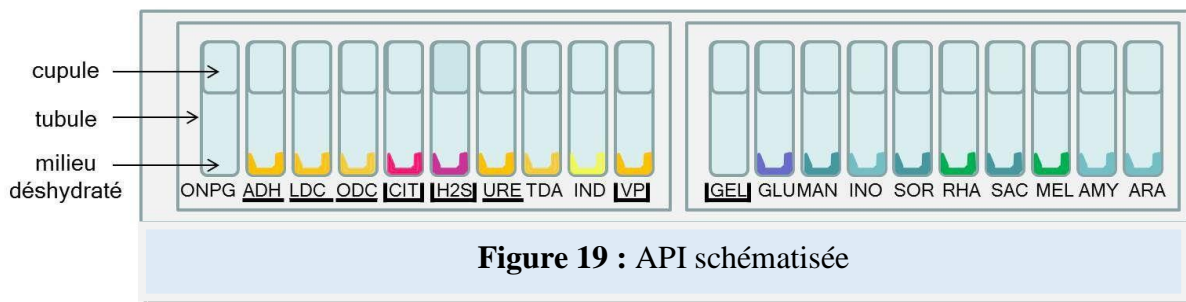 cupule
tubule
milieu
déshydraté
ONPG ADH LDC ODC CIT H2S URE TDA IND VP GEL GLU MAN INO SOR RHA SAC MEL AMY ARA
Figure 19 : API schématisée